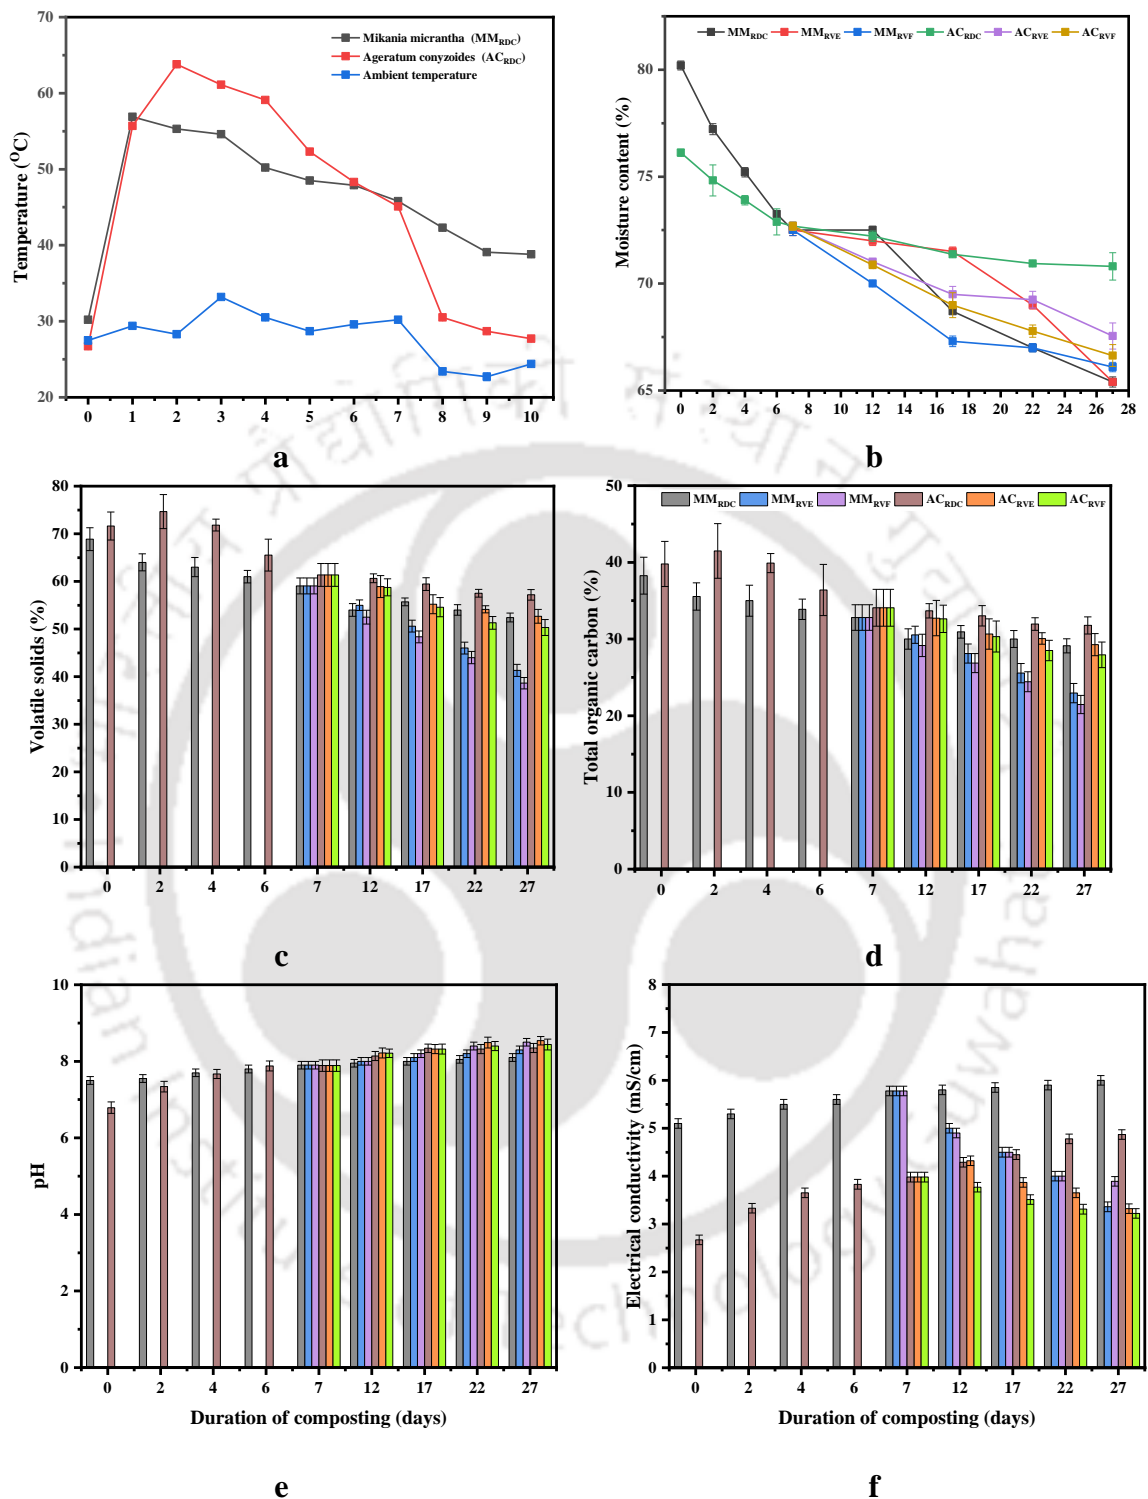 70
60
50
40
30
20
Temperature (OC)
Mikania micrantha (MMRDC)
Ageratum conyzoides (ACRDC)
Ambient temperature
0 1 2 3 4 5 6 7 8 9 10
a
MMRDC MMRVE MMRVF ACRDC ACRVE ACRVF
80
75
70
65
Moisture content (%)
0 2 4 6 8 10 12 14 16 18 20 22 24 26 28
b
80
70
60
50
40
30
20
10
0
Volatile solids (%)
0 2 4 6 7 12 17 22 27
c
MMRDC MMRVE MMRVF ACRDC ACRVE ACRVF
50
40
30
20
10
0
Total organic carbon (%)
0 2 4 6 7 12 17 22 27
d
10
8
6
4
2
0
pH
0 2 4 6 7 12 17 22 27
Duration of composting (days)
e
8
7
6
5
4
3
2
1
0
Electrical conductivity (mS/cm)
0 2 4 6 7 12 17 22 27
Duration of composting (days)
f
Indian Institute of Technology Guwahati